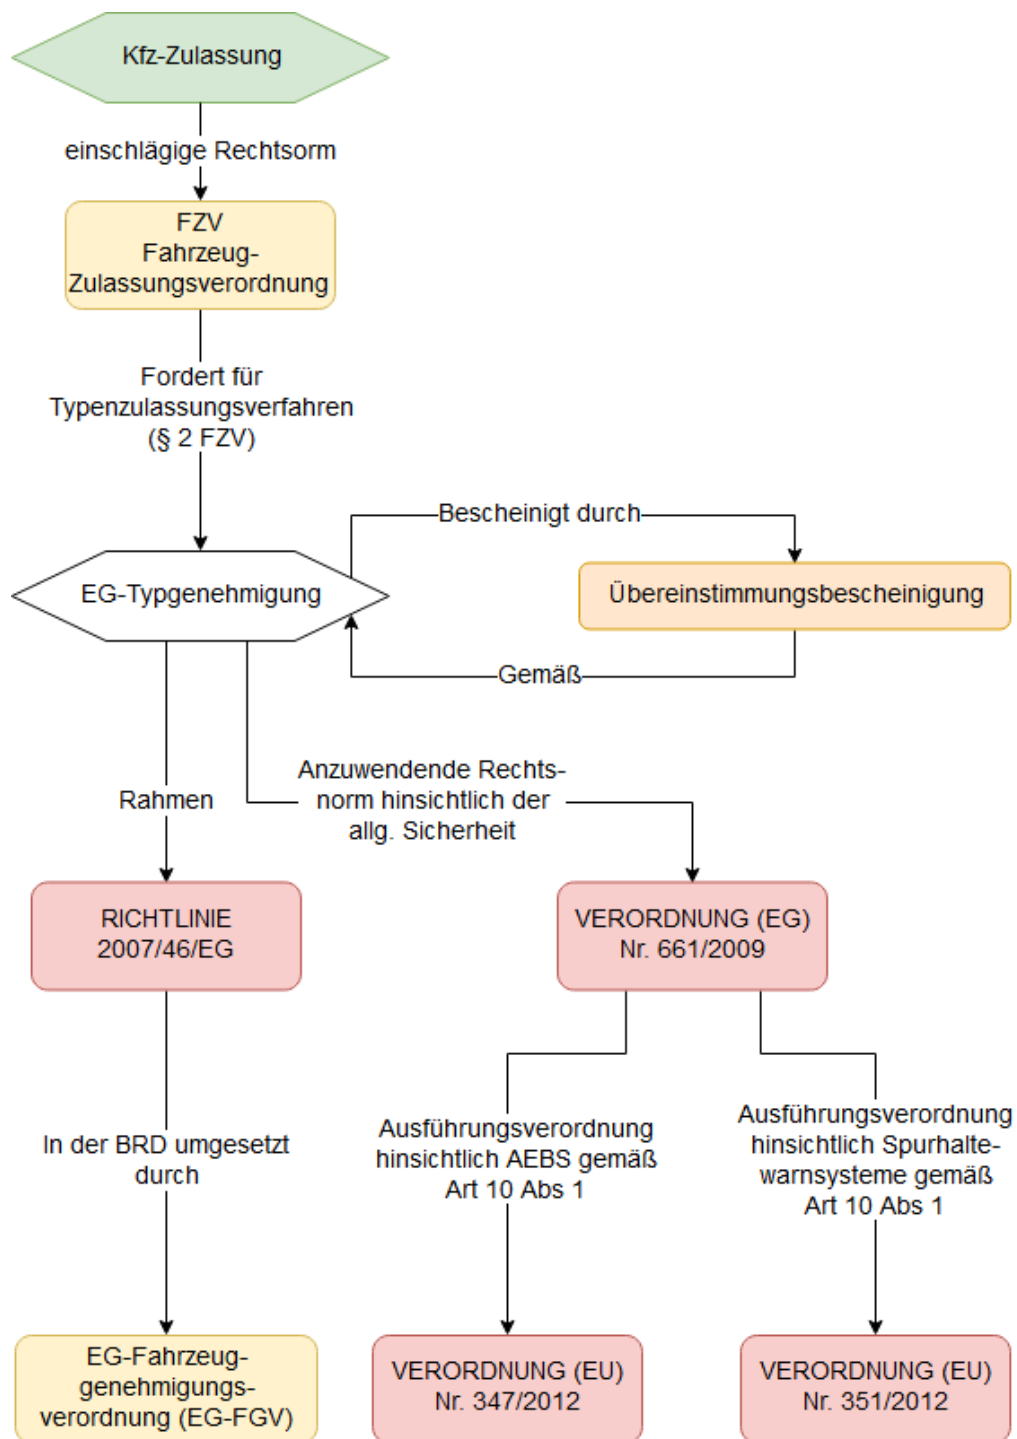 Kfz-Zulassung
einschlägige Rechtsorm
FZV
Fahrzeug-
Zulassungsverordnung
Fordert für
Typenzulassungsverfahren
(§ 2 FZV)
Bescheinigt durch
EG-Typgenehmigung
Übereinstimmungsbescheinigung
Gemäß
Rahmen
Anzuwendende Rechts-
norm hinsichtlich der
allg. Sicherheit
RICHTLINIE
2007/46/EG
VERORDNUNG (EG)
Nr. 661/2009
In der BRD umgesetzt
durch
Ausführungsverordnung
hinsichtlich AEBS gemäß
Art 10 Abs 1
Ausführungsverordnung
hinsichtlich Spurhalte-
warnsysteme gemäß
Art 10 Abs 1
EG-Fahrzeug-
genehmigungs-
verordnung (EG-FGV)
VERORDNUNG (EU)
Nr. 347/2012
VERORDNUNG (EU)
Nr. 351/2012